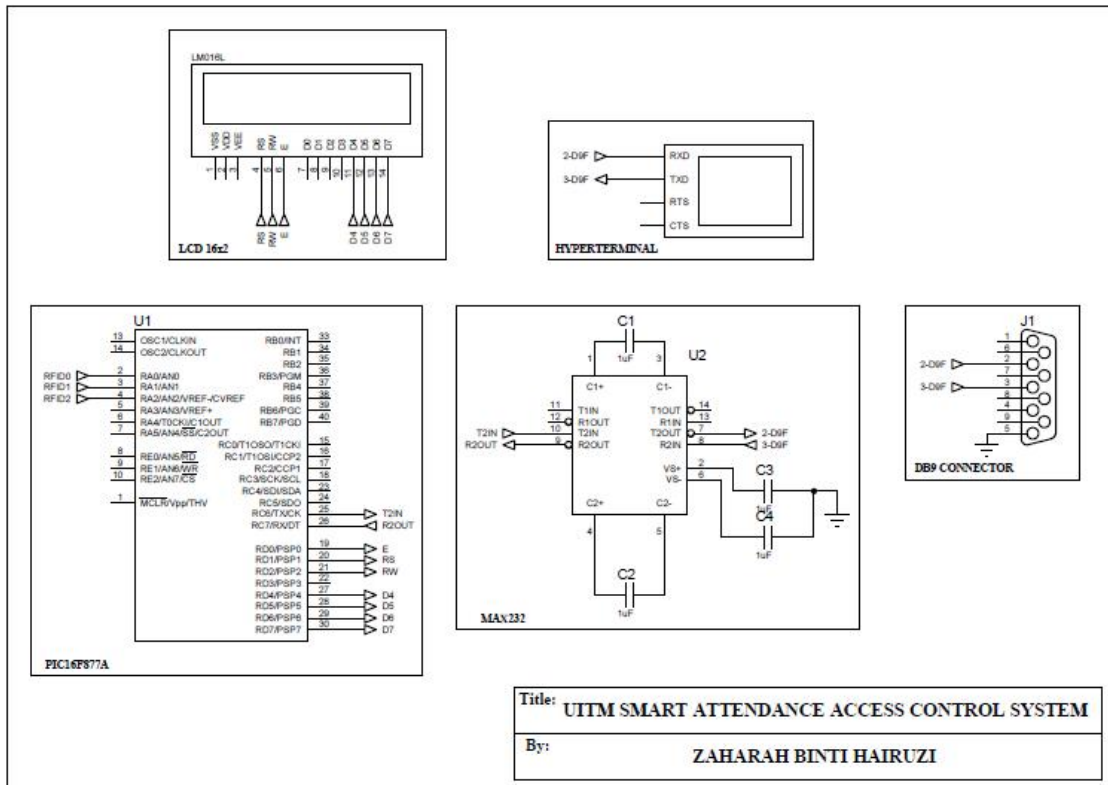 LM016L
VSS VDD VEE RS RW E D0 D1 D2 D3 D4 D5 D6 D7
1 2 3 4 5 6 7 8 9 10 11 12 13 14
RS RW E D4 D5 D6 D7
LCD 16x2
2-D9F RXD
3-D9F TXD
RTS
CTS
HYPERTERMINAL
U1
13 OSC1/CLKIN RB0/INT 33
14 OSC2/CLKOUT RB1 34
RB2 35
RFID0 2 RA0/AN0 RB3/PGM 36
RFID1 3 RA1/AN1 RB4 37
RFID2 4 RA2/AN2/VREF-/CVREF RB5 38
5 RA3/AN3/VREF+ RB6/PGC 39
6 RA4/T0CKI/C1OUT RB7/PGD 40
7 RA5/AN4/SS/C2OUT
RC0/T1OSO/T1CKI 15
8 RE0/AN5/RD RC1/T1OSI/CCP2 16
9 RE1/AN6/WR RC2/CCP1 17
10 RE2/AN7/CS RC3/SCK/SCL 18
RC4/SDI/SDA 23
1 MCLR/Vpp/THV RC5/SDO 24
RC6/TX/CK 25 T2IN
RC7/RX/DT 26 R2OUT
RD0/PSP0 19 E
RD1/PSP1 20 RS
RD2/PSP2 21 RW
RD3/PSP3 22
RD4/PSP4 27 D4
RD5/PSP5 28 D5
RD6/PSP6 29 D6
RD7/PSP7 30 D7
PIC16F877A
C1
1 1uF 3
U2
C1+ C1-
11 T1IN T1OUT 14
12 R1OUT R1IN 13
T2IN 10 T2IN T2OUT 7 2-D9F
R2OUT 9 R2OUT R2IN 8 3-D9F
VS+ 2
VS- 6
C3
1uF
C4
1uF
C2+ C2-
4 5
C2
1uF
MAX232
J1
1
6
2-D9F 2
7
3-D9F 3
8
4
9
5
DB9 CONNECTOR
Title: UITM SMART ATTENDANCE ACCESS CONTROL SYSTEM
By: ZAHARAH BINTI HAIRUZI